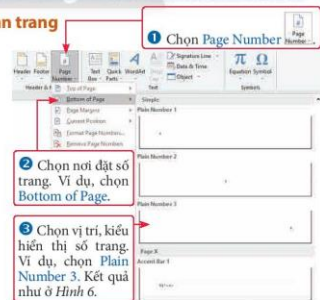 ơn trang
1 Chọn Page Number
Page Number
Header Footer Page Number Text Box Quick Parts WordArt
Signature Line
Date & Time
Object
Equation Symbol
Text
Symbols
Top of Page
Bottom of Page
Page Margins
Current Position
Format Page Numbers...
Remove Page Numbers
Simple
Plain Number 1
Plain Number 2
Plain Number 3
Page X
Accent Bar 1
2 Chọn nơi đặt số
trang. Ví dụ, chọn
Bottom of Page.
3 Chọn vị trí, kiểu
hiển thị số trang.
Ví dụ, chọn Plain
Number 3. Kết quả
như ở Hình 6.